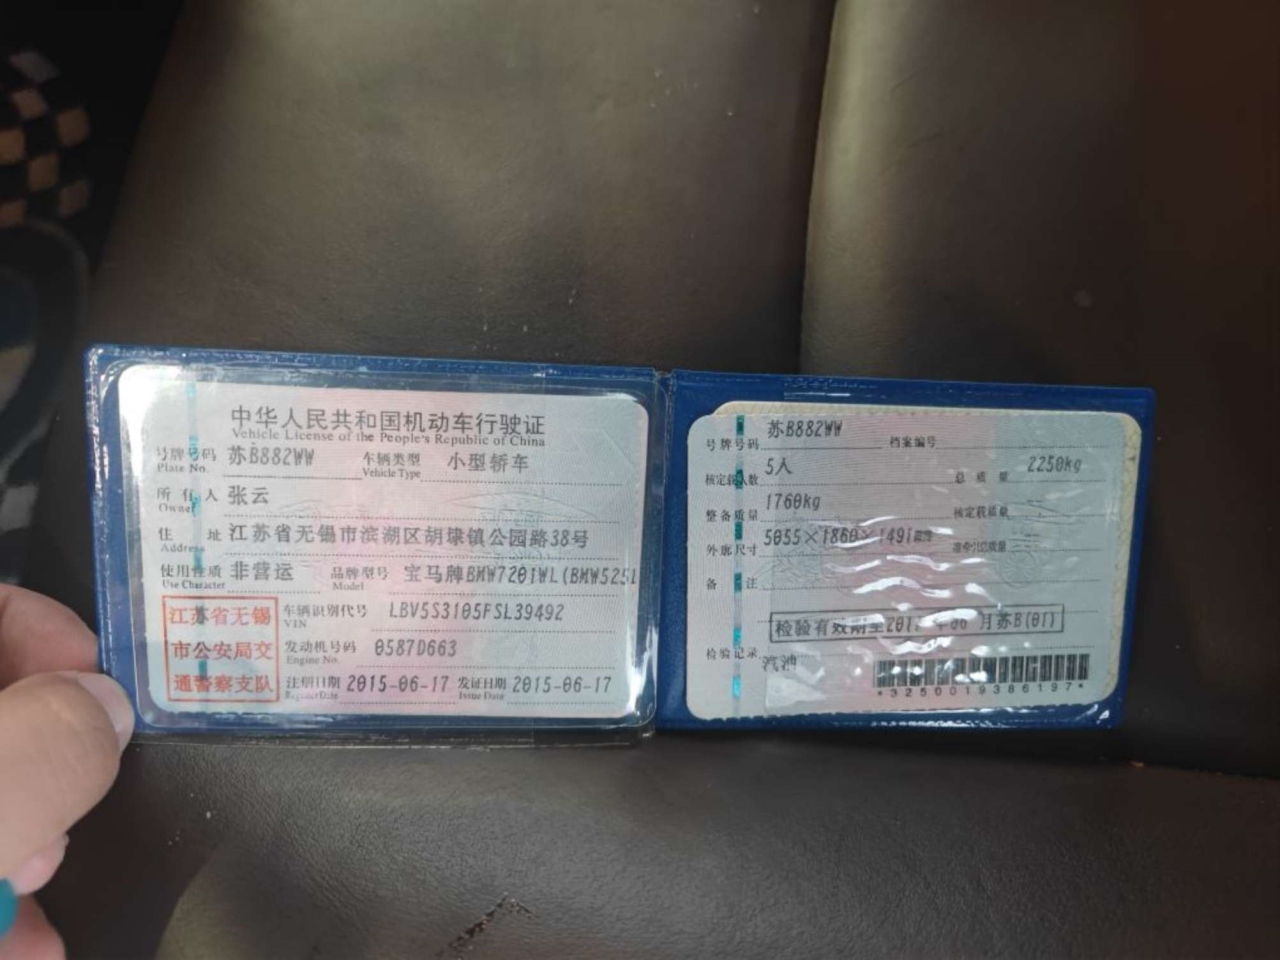 中华人民共和国机动车行驶证
Vehicle License of the People's Republic of China
号牌号码 苏B882WW 车辆类型 小型轿车
Plate No. Vehicle Type
所有人 张云
Owner
住址 江苏省无锡市滨湖区胡埭镇公园路38号
Address
使用性质 非营运 品牌型号 宝马牌BMW7201WL(BMW525L
Use Character Model
江苏省无锡
市公安局交
通警察支队
车辆识别代号 LBV5S3105FSL39492
VIN
发动机号码 0587D663
Engine No.
注册日期 2015-06-17 发证日期 2015-06-17
Register Date Issue Date
号牌号码 苏B882WW 档案编号
核定载人数 5人 总质量 2250kg
整备质量 1760kg 核定载质量
外廓尺寸 5055×1860×1491 准牵引总质量
备注
检验有效期至 月苏B(01)
检验记录 汽油
*3250019386197*